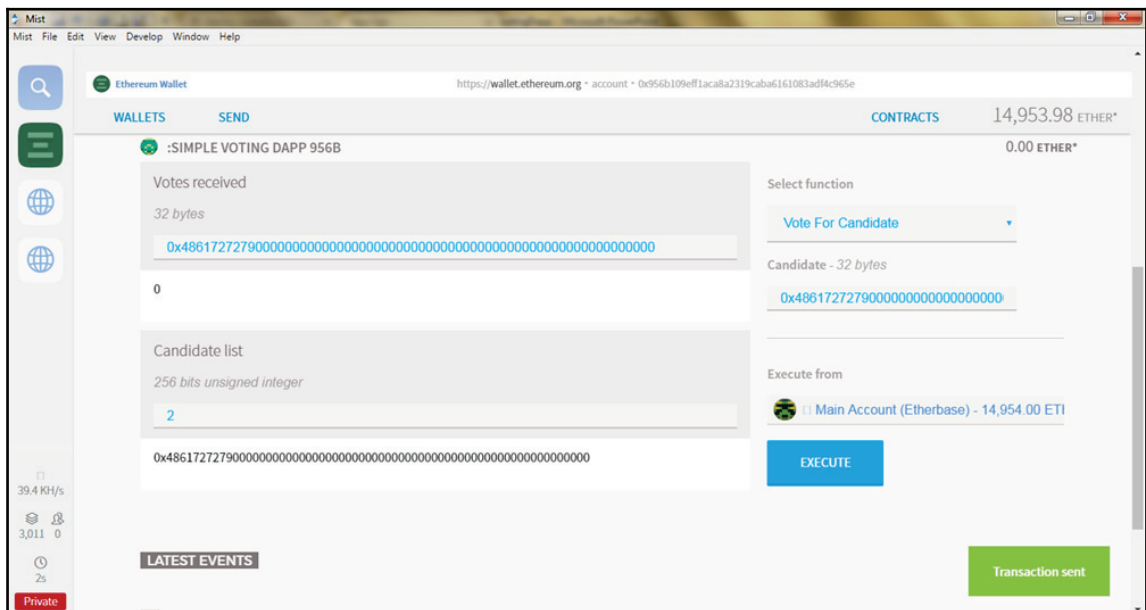 Mist
Mist File Edit View Develop Window Help
Ethereum Wallet
https://wallet.ethereum.org ▸ account ▸ 0x956b109eff1aca8a2319caba6161083adf4c965e
WALLETS SEND CONTRACTS 14,953.98 ETHER*
:SIMPLE VOTING DAPP 956B 0.00 ETHER*
Votes received
32 bytes
0x4861727279000000000000000000000000000000000000000000000000000000
0
Candidate list
256 bits unsigned integer
2
0x4861727279000000000000000000000000000000000000000000000000000000
Select function
Vote For Candidate
Candidate - 32 bytes
0x4861727279000000000000000
Execute from
Main Account (Etherbase) - 14,954.00 ETI
EXECUTE
39.4 KH/s
3,011 0
2s
Private
LATEST EVENTS
Transaction sent